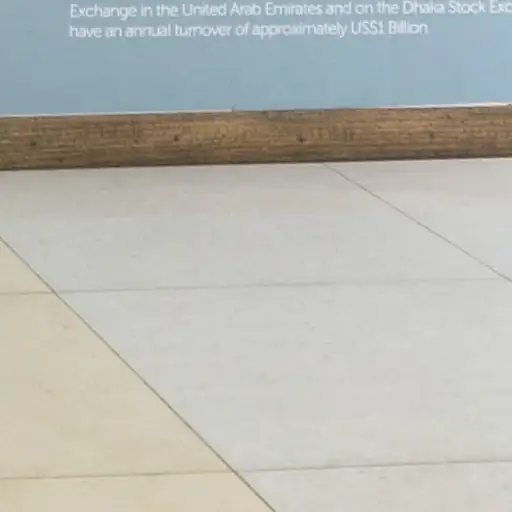 Exchange in the United Arab Emirates and on the Dhaka Stock Exc
have an annual turnover of approximately US$1 Billion.